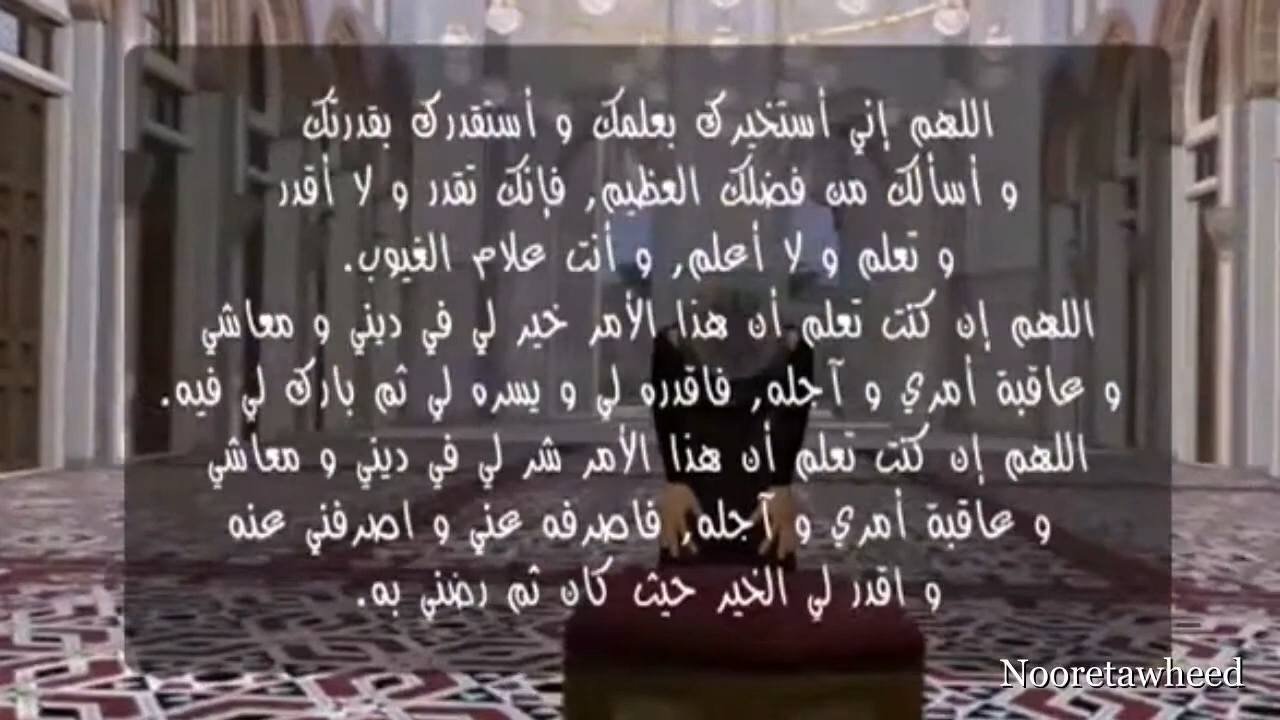 اللهم إني أستخيرك بعلمك و أستقدرك بقدرتك
و أسألك من فضلك العظيم, فإنك تقدر و لا أقدر
و تعلم و لا أعلم, و أنت علام الغيوب.
اللهم إن كنت تعلم أن هذا الأمر خير لي في ديني و معاشي
و عاقبة أمري و آجله, فاقدره لي و يسره لي ثم بارك لي فيه.
اللهم إن كنت تعلم أن هذا الأمر شر لي في ديني و معاشي
و عاقبة أمري و آجله, فاصرفه عني و اصرفني عنه
و اقدر لي الخير حيث كان ثم رضني به.
Nooretawheed